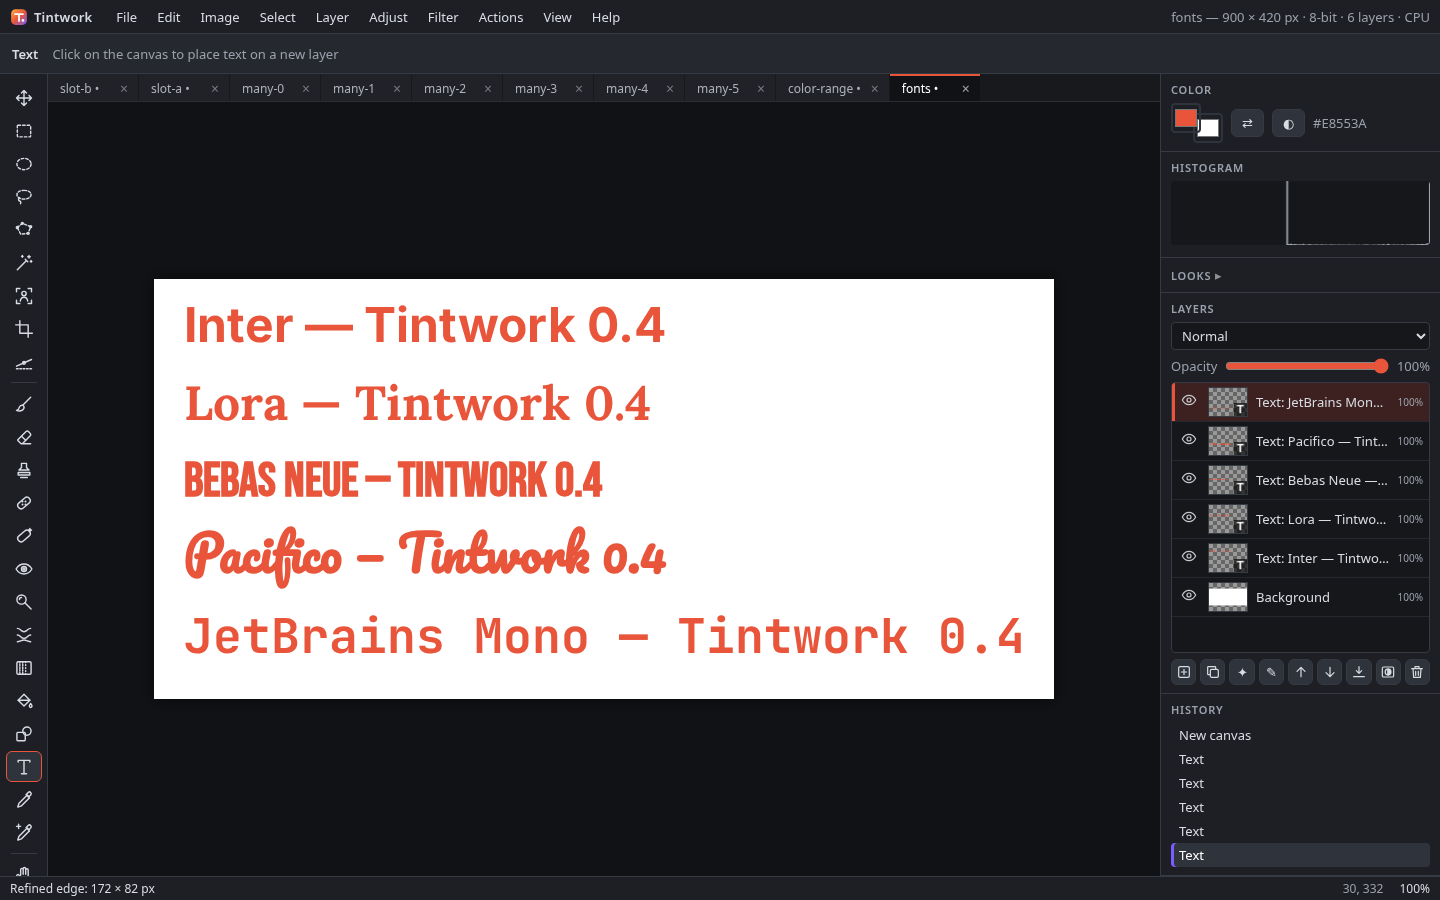 Tintwork File Edit Image Select Layer Adjust Filter Actions View Help fonts — 900 × 420 px · 8-bit · 6 layers · CPU
Text Click on the canvas to place text on a new layer
slot-b • × slot-a • × many-0 × many-1 × many-2 × many-3 × many-4 × many-5 × color-range • × fonts • ×
Inter — Tintwork 0.4
Lora — Tintwork 0.4
BEBAS NEUE — TINTWORK 0.4
Pacifico — Tintwork 0.4
JetBrains Mono — Tintwork 0.4
COLOR
#E8553A
HISTOGRAM
LOOKS ▸
LAYERS
Normal
Opacity 100%
T Text: JetBrains Mon... 100%
T Text: Pacifico — Tint... 100%
T Text: Bebas Neue —... 100%
T Text: Lora — Tintwo... 100%
T Text: Inter — Tintwo... 100%
Background 100%
HISTORY
New canvas
Text
Text
Text
Text
Text
Refined edge: 172 × 82 px 30, 332 100%